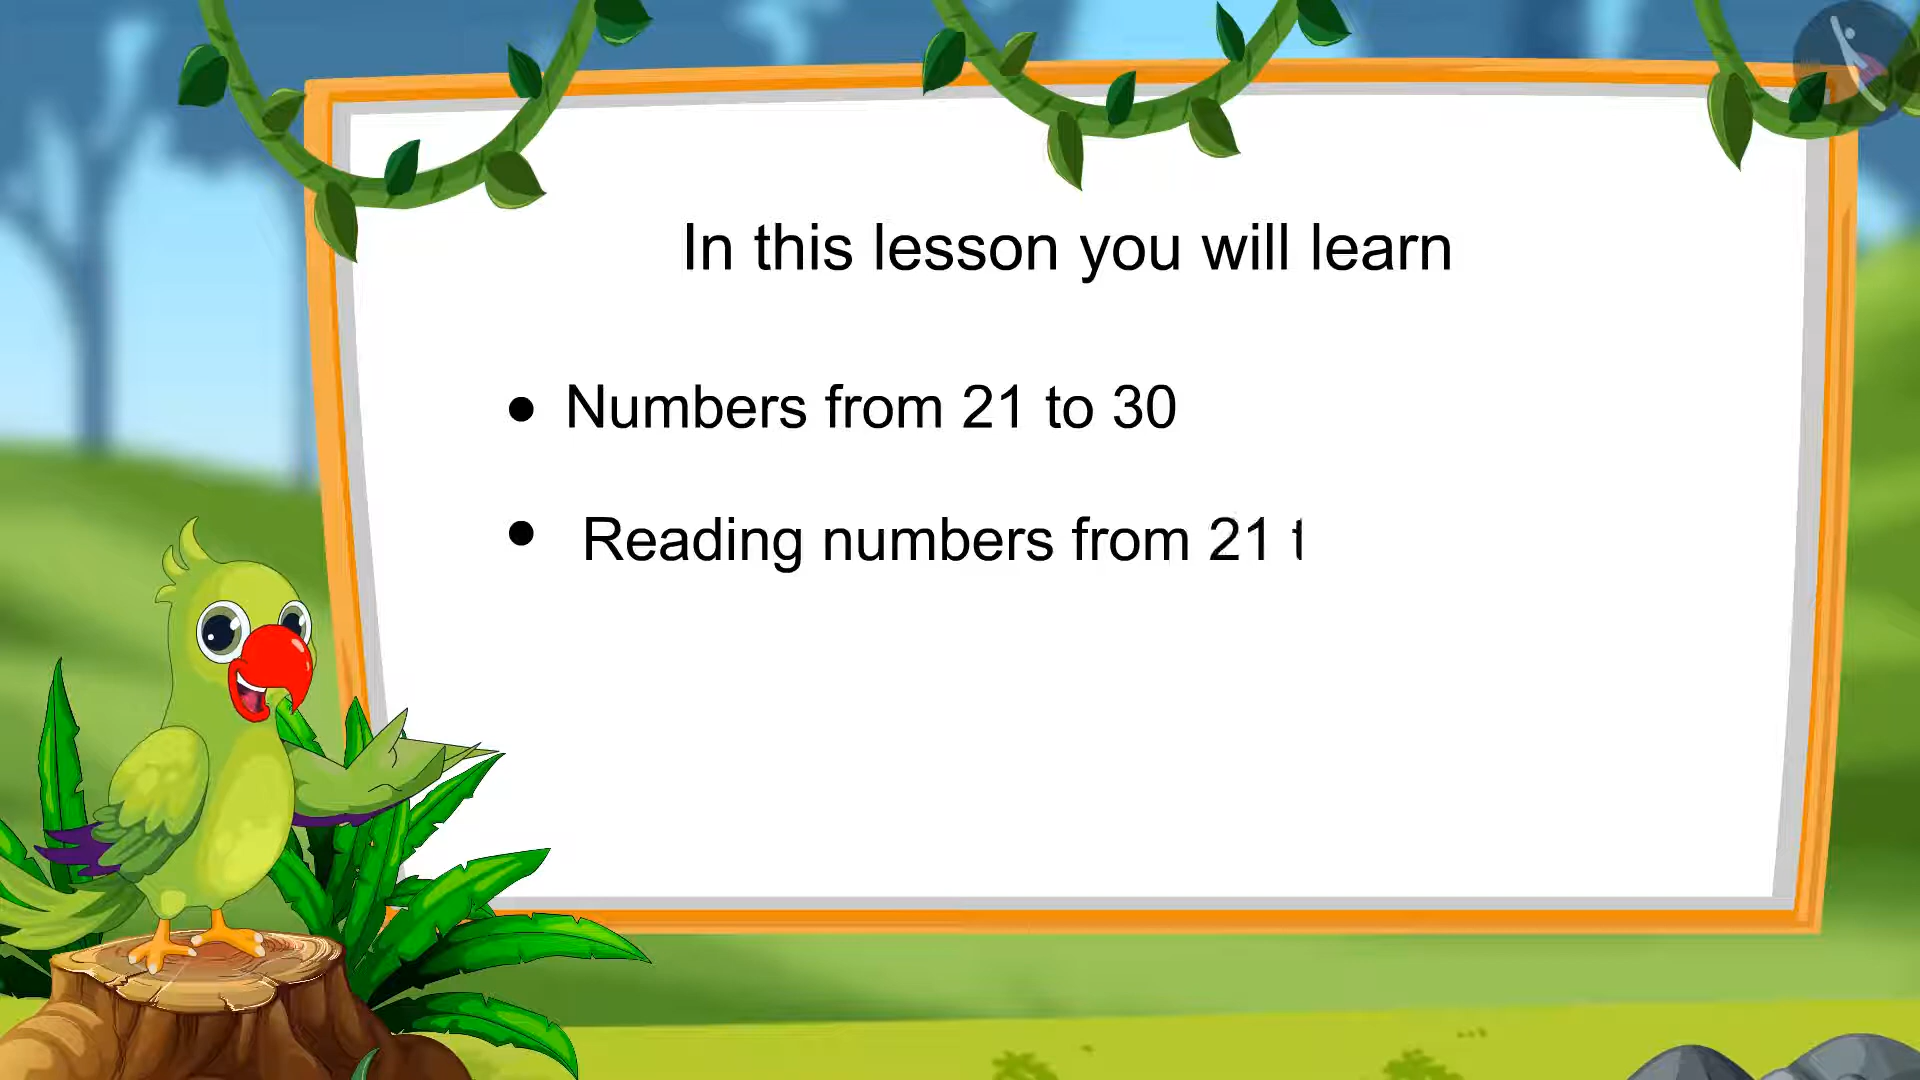 In this lesson you will learn
● Numbers from 21 to 30
● Reading numbers from 21 t